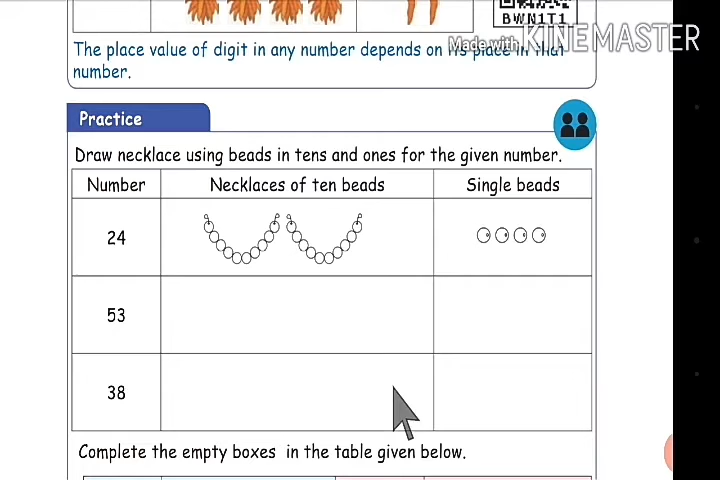 BWN1T1
The place value of digit in any number depends on its place in that
number.
Made with KINEMASTER
Practice
Draw necklace using beads in tens and ones for the given number.
Number Necklaces of ten beads Single beads
24
53
38
Complete the empty boxes in the table given below.